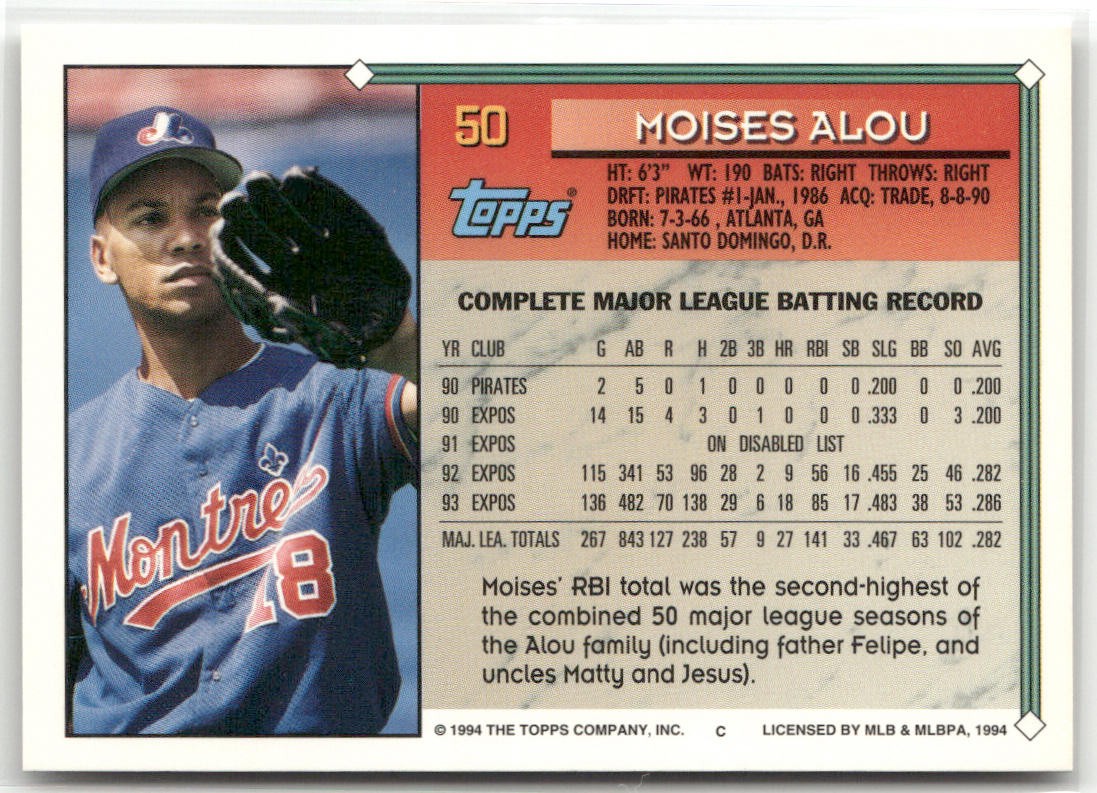 50
MOISES ALOU
Topps®
HT: 6'3" WT: 190 BATS: RIGHT THROWS: RIGHT
DRFT: PIRATES #1-JAN., 1986 ACQ: TRADE, 8-8-90
BORN: 7-3-66 , ATLANTA, GA
HOME: SANTO DOMINGO, D.R.
COMPLETE MAJOR LEAGUE BATTING RECORD
YR CLUB G AB R H 2B 3B HR RBI SB SLG BB SO AVG
90 PIRATES 2 5 0 1 0 0 0 0 0 .200 0 0 .200
90 EXPOS 14 15 4 3 0 1 0 0 0 .333 0 3 .200
91 EXPOS ON DISABLED LIST
92 EXPOS 115 341 53 96 28 2 9 56 16 .455 25 46 .282
93 EXPOS 136 482 70 138 29 6 18 85 17 .483 38 53 .286
MAJ. LEA. TOTALS 267 843 127 238 57 9 27 141 33 .467 63 102 .282
Moises' RBI total was the second-highest of
the combined 50 major league seasons of
the Alou family (including father Felipe, and
uncles Matty and Jesus).
© 1994 THE TOPPS COMPANY, INC. C LICENSED BY MLB & MLBPA, 1994
Montreal
18